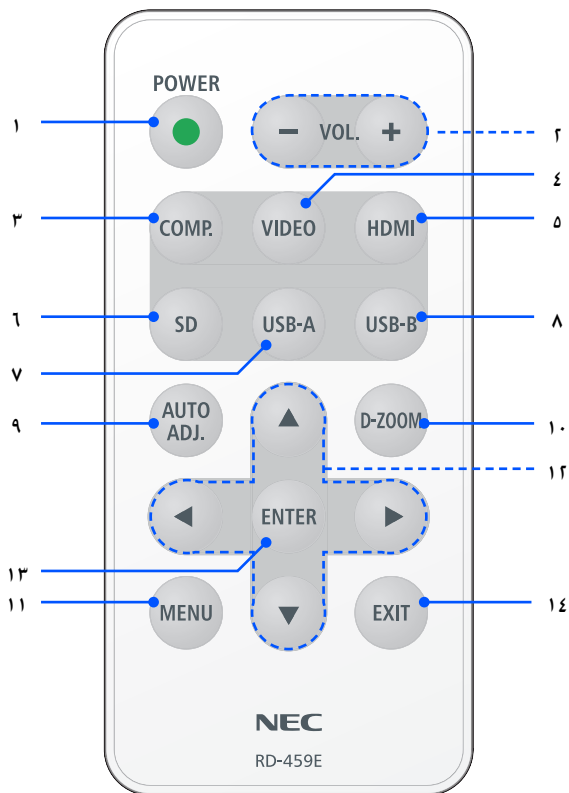 POWER
١
− VOL. +
٢
٤
٣
COMP.
VIDEO
HDMI
٥
٦
SD
USB-A
USB-B
٨
٧
٩
AUTO
ADJ.
D-ZOOM
١٠
١٢
ENTER
١٣
١١
MENU
EXIT
١٤
NEC
RD-459E